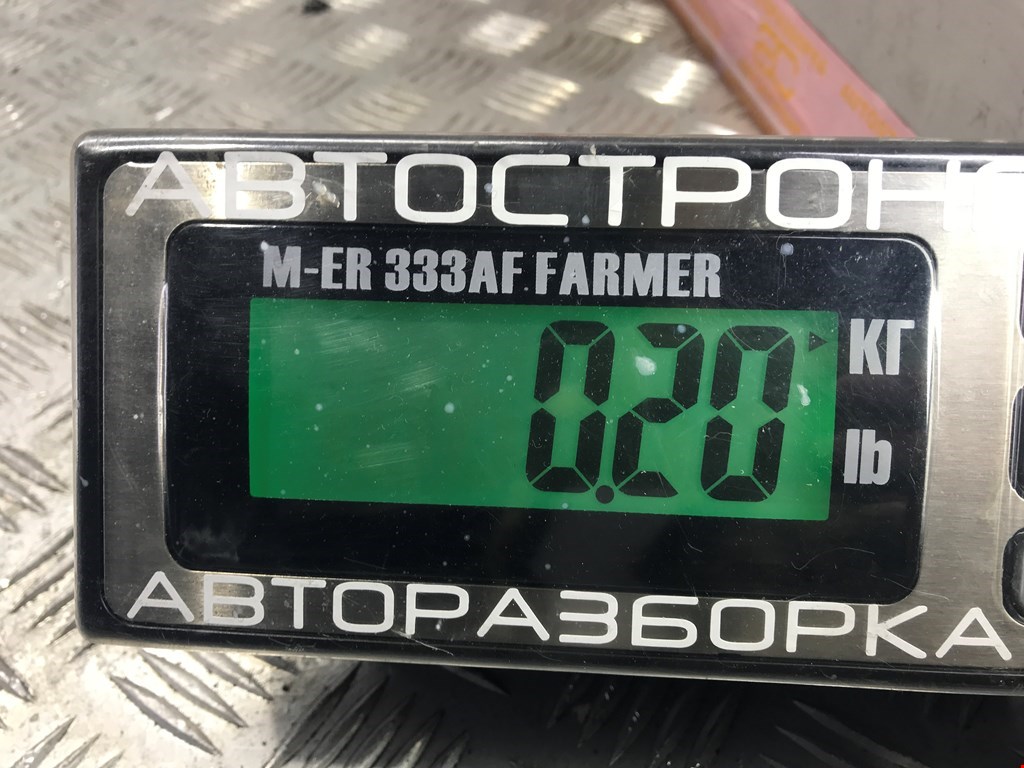 АВТОСТРОН
M-ER 333AF FARMER
0.20
КГ
lb
АВТОРАЗБОРКА